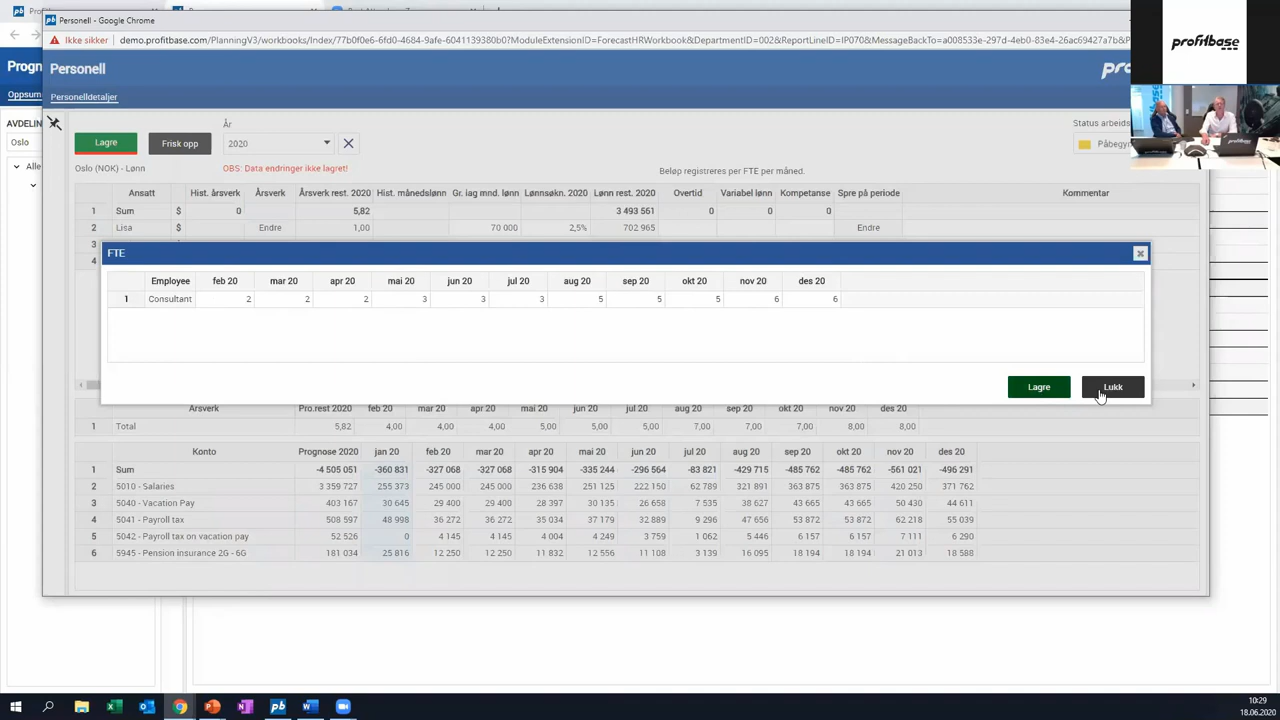 Personell - Google Chrome
Ikke sikker
demo.profitbase.com/PlanningV3/workbooks/Index/77b0f0e6-6fd0-4684-9afe-6041139380b0?ModuleExtensionID=ForecastHRWorkbook&DepartmentID=002&ReportLineID=IP070&MessageBackTo=a008533e-297d-4eb0-83e4-26ac69427a7b&P
profitbase
Progn
Personell
Oppsum
Personelldetaljer
AVDELIN
Oslo
Alle
Lagre
Frisk opp
År
2020
Status arbeids
Påbegyn
Oslo (NOK) - Lønn
OBS: Data endringer ikke lagret!
Beløp registreres per FTE per måned.
Ansatt Hist. årsverk Årsverk Årsverk rest. 2020 Hist. månedslønn Gr. lag mnd. lønn Lønnsøkn. 2020 Lønn rest. 2020 Overtid Variabel lønn Kompetanse Spre på periode Kommentar
1 Sum $ 0 5,82 3 493 561 0 0 0
2 Lisa $ Endre 1,00 70 000 2,5% 702 965 Endre
3
4
FTE
Employee feb 20 mar 20 apr 20 mai 20 jun 20 jul 20 aug 20 sep 20 okt 20 nov 20 des 20
1 Consultant 2 2 2 3 3 3 5 5 5 6 6
Lagre Lukk
Årsverk Pro.rest 2020 feb 20 mar 20 apr 20 mai 20 jun 20 jul 20 aug 20 sep 20 okt 20 nov 20 des 20
1 Total 5,82 4,00 4,00 4,00 5,00 5,00 5,00 7,00 7,00 7,00 8,00 8,00
Konto Prognose 2020 jan 20 feb 20 mar 20 apr 20 mai 20 jun 20 jul 20 aug 20 sep 20 okt 20 nov 20 des 20
1 Sum -4 505 051 -360 831 -327 068 -327 068 -315 904 -335 244 -296 564 -83 821 -429 715 -485 762 -485 762 -561 021 -496 291
2 5010 - Salaries 3 359 727 255 373 245 000 245 000 236 638 251 125 222 150 62 789 321 891 363 875 363 875 420 250 371 762
3 5040 - Vacation Pay 403 167 30 645 29 400 29 400 28 397 30 135 26 658 7 535 38 627 43 665 43 665 50 430 44 611
4 5041 - Payroll tax 508 597 48 998 36 272 36 272 35 034 37 179 32 889 9 296 47 656 53 872 53 872 62 218 55 039
5 5042 - Payroll tax on vacation pay 52 526 0 4 145 4 145 4 004 4 249 3 759 1 062 5 446 6 157 6 157 7 111 6 290
6 5945 - Pension insurance 2G - 6G 181 034 25 816 12 250 12 250 11 832 12 556 11 108 3 139 16 095 18 194 18 194 21 013 18 588
10:29
18.06.2020